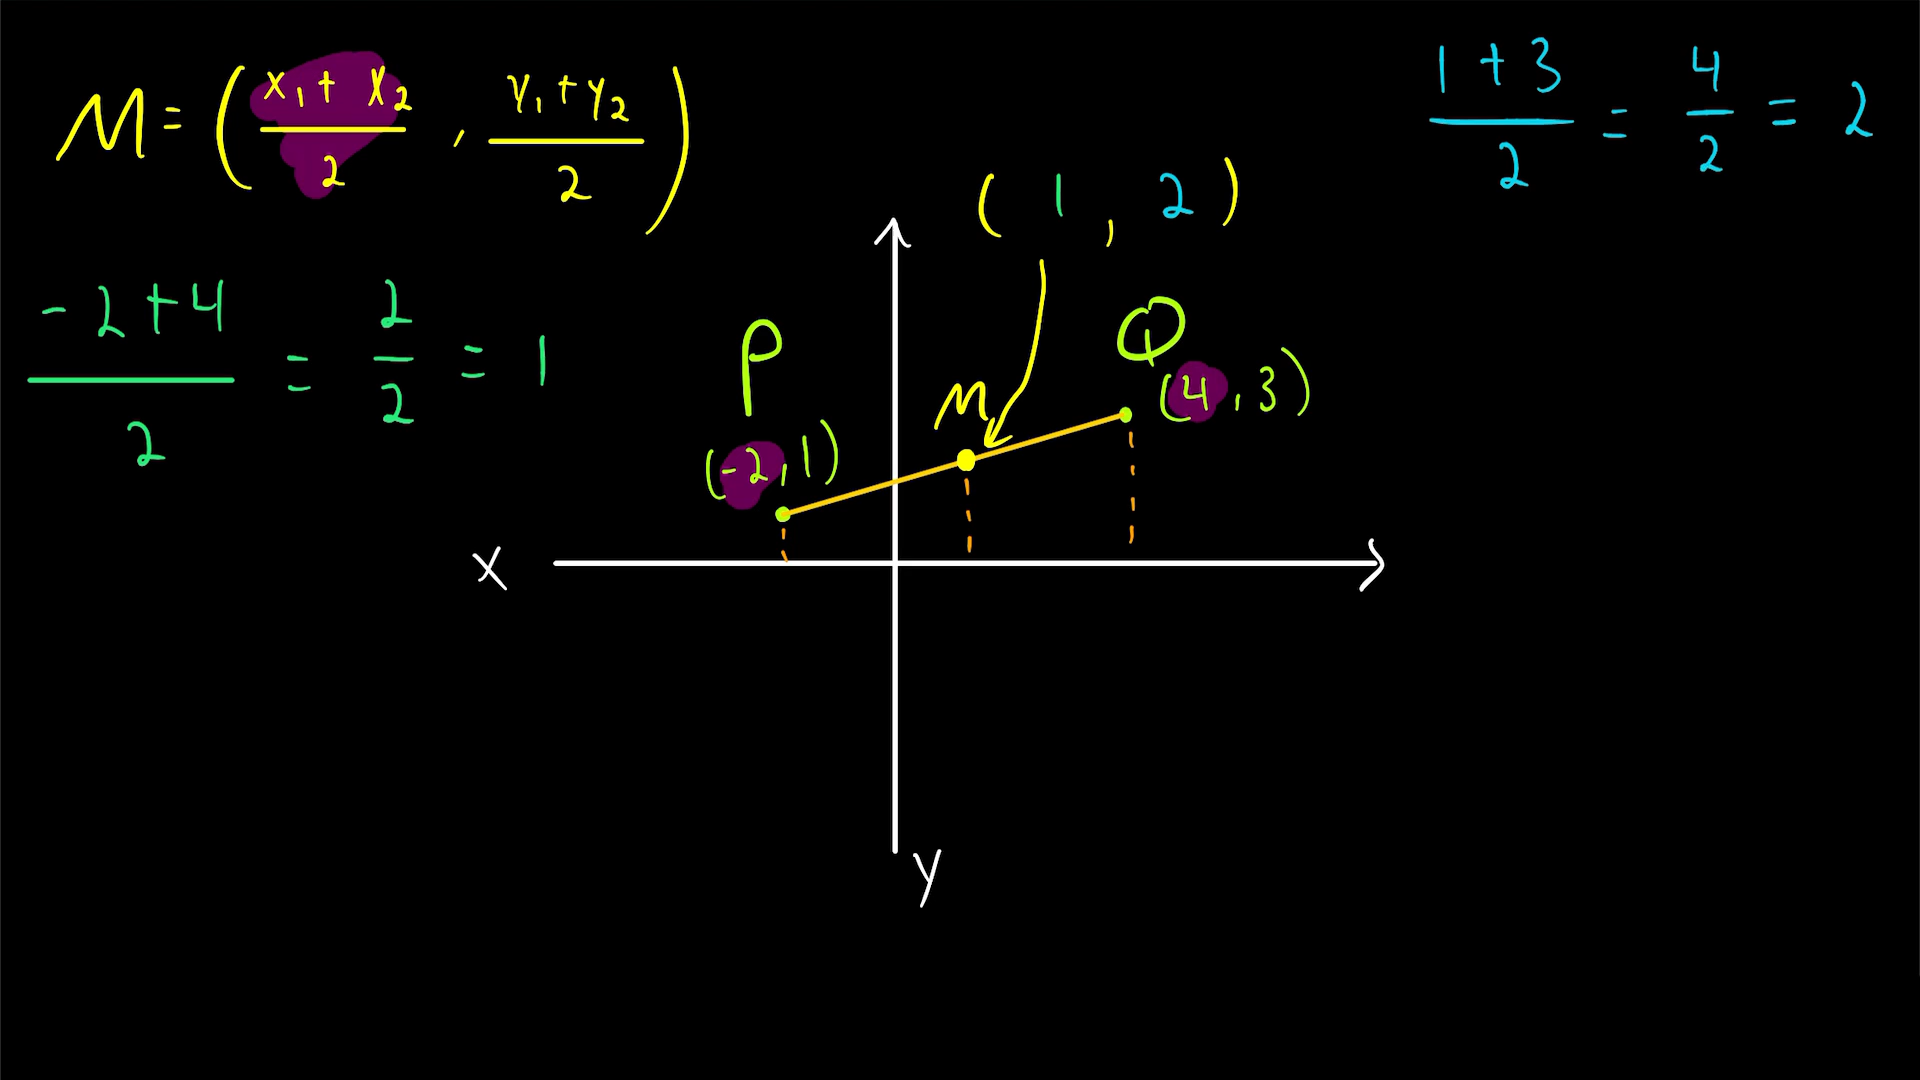 M = ( x₁ + x₂ / 2 , y₁ + y₂ / 2 )
1 + 3 / 2 = 4 / 2 = 2
( 1 , 2 )
-2 + 4 / 2 = 2 / 2 = 1
P
Q
(4, 3)
M
(-2, 1)
x
y